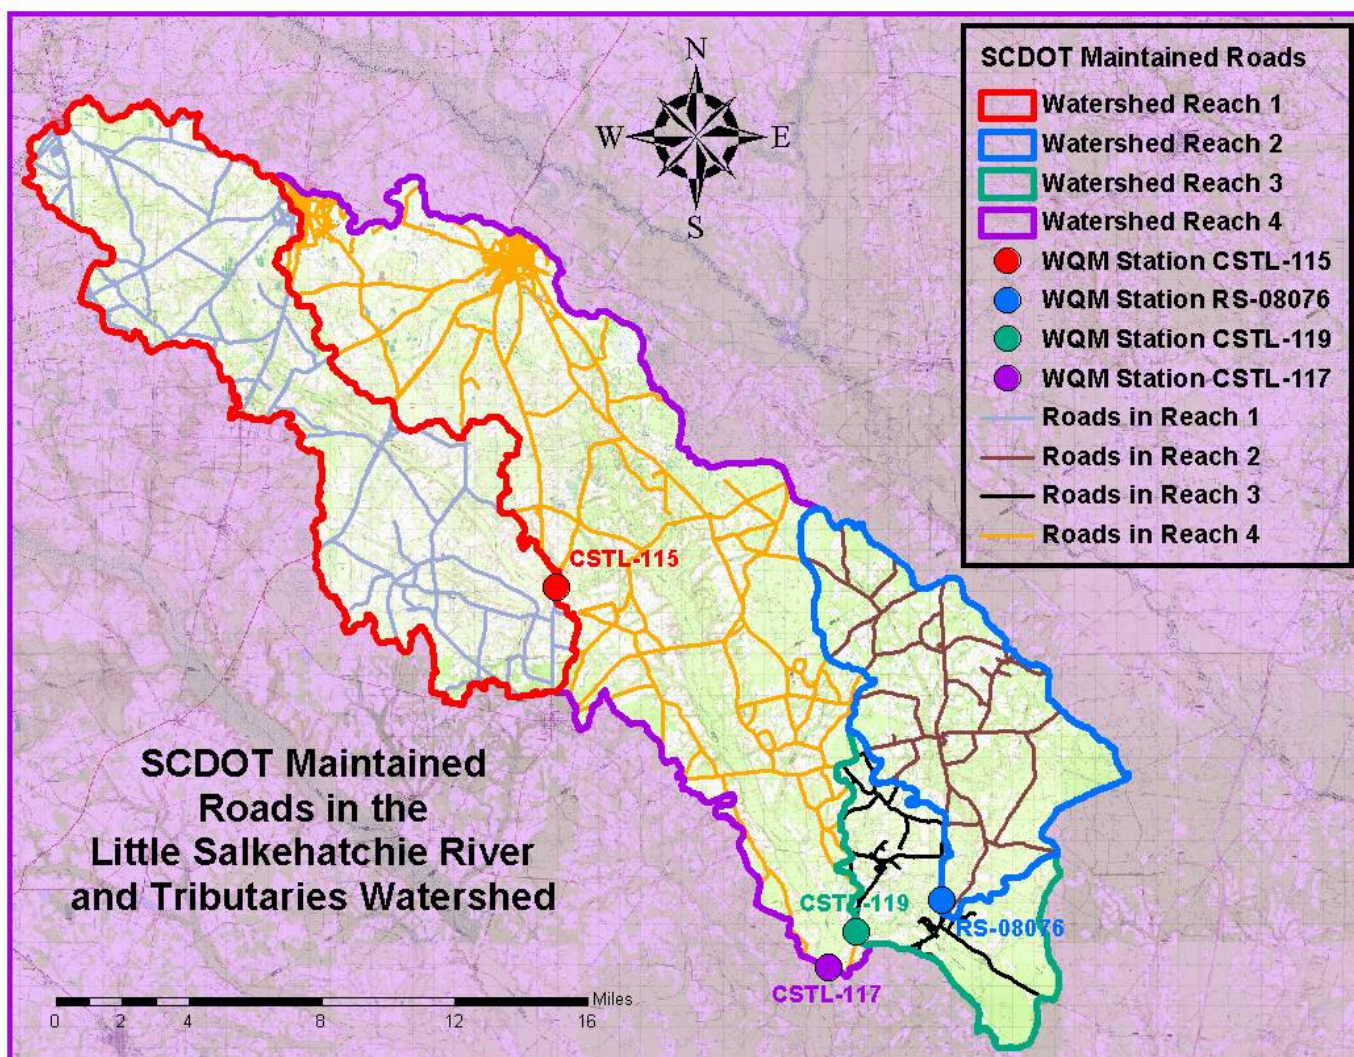 N
W
E
S
SCDOT Maintained Roads
Watershed Reach 1
Watershed Reach 2
Watershed Reach 3
Watershed Reach 4
WQM Station CSTL-115
WQM Station RS-08076
WQM Station CSTL-119
WQM Station CSTL-117
Roads in Reach 1
Roads in Reach 2
Roads in Reach 3
Roads in Reach 4
CSTL-115
SCDOT Maintained
Roads in the
Little Salkehatchie River
and Tributaries Watershed
CSTL-119
RS-08076
CSTL-117
Miles
0 2 4 8 12 16